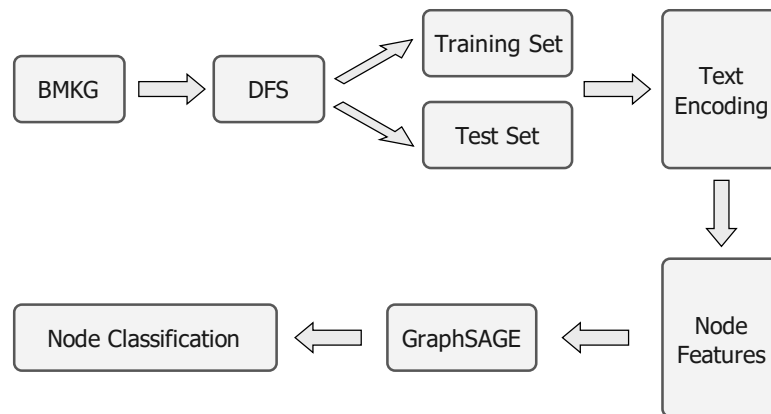 BMKG
DFS
Training Set
Test Set
Text
Encoding
Node
Features
GraphSAGE
Node Classification